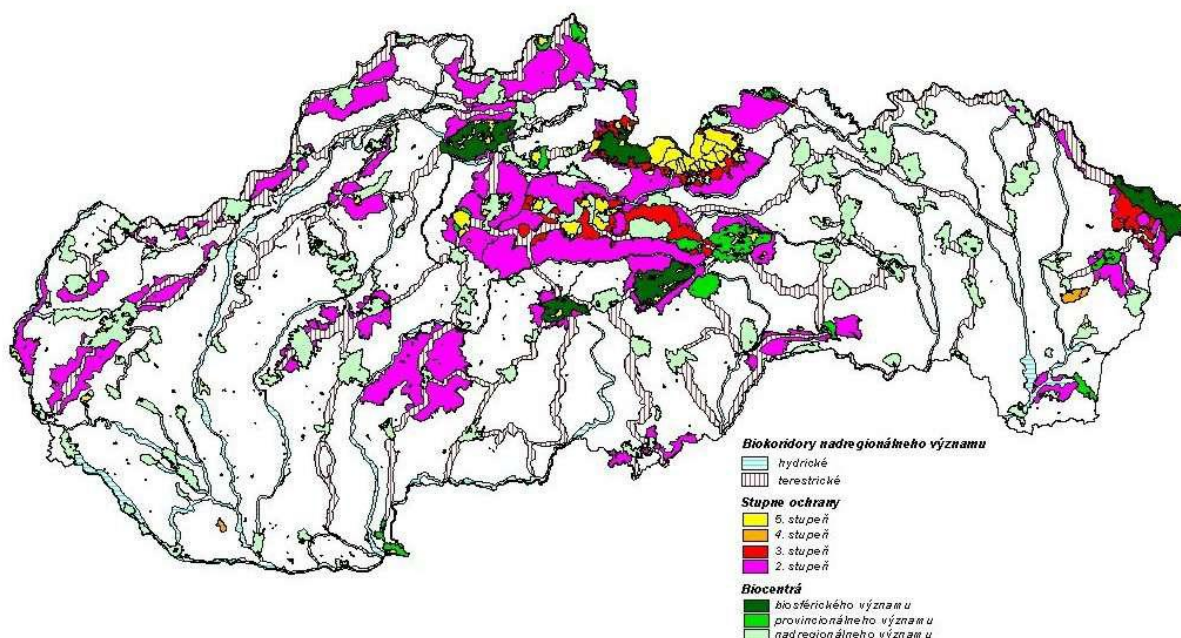 Biokoridory nadregionálneho významu
hydrické
terestrické
Stupne ochrany
5. stupeň
4. stupeň
3. stupeň
2. stupeň
Biocentrá
biosférického významu
provincionálneho významu
nadregionálneho významu